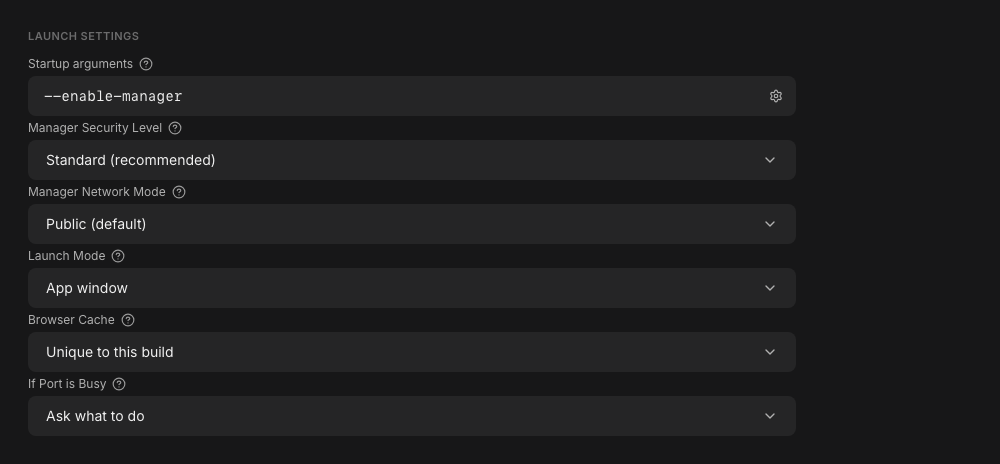 LAUNCH SETTINGS
Startup arguments
--enable-manager
Manager Security Level
Standard (recommended)
Manager Network Mode
Public (default)
Launch Mode
App window
Browser Cache
Unique to this build
If Port is Busy
Ask what to do